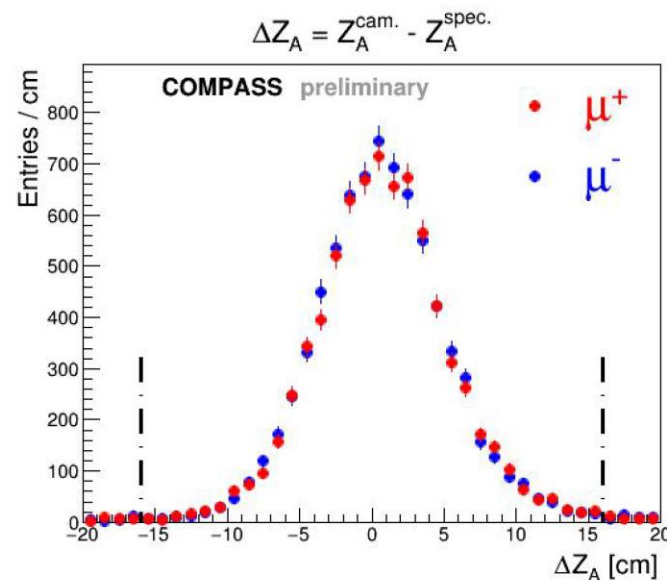 ΔZ_A = Z_A^cam. - Z_A^spec.
COMPASS preliminary
μ⁺
μ⁻
Entries / cm
800
700
600
500
400
300
200
100
0
−20 −15 −10 −5 0 5 10 15 20
ΔZ_A [cm]